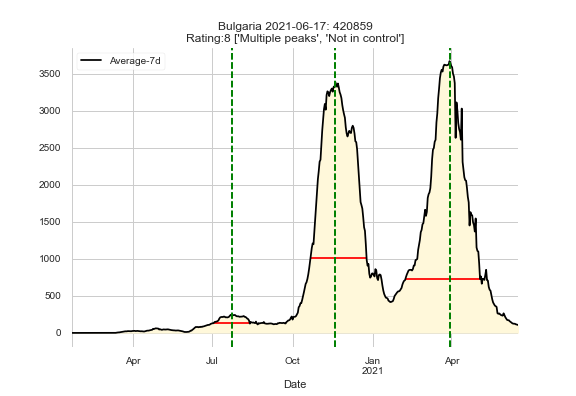 Bulgaria 2021-06-17: 420859
Rating:8 ['Multiple peaks', 'Not in control']
Average-7d
3500
3000
2500
2000
1500
1000
500
0
Apr Jul Oct Jan Apr
2021
Date